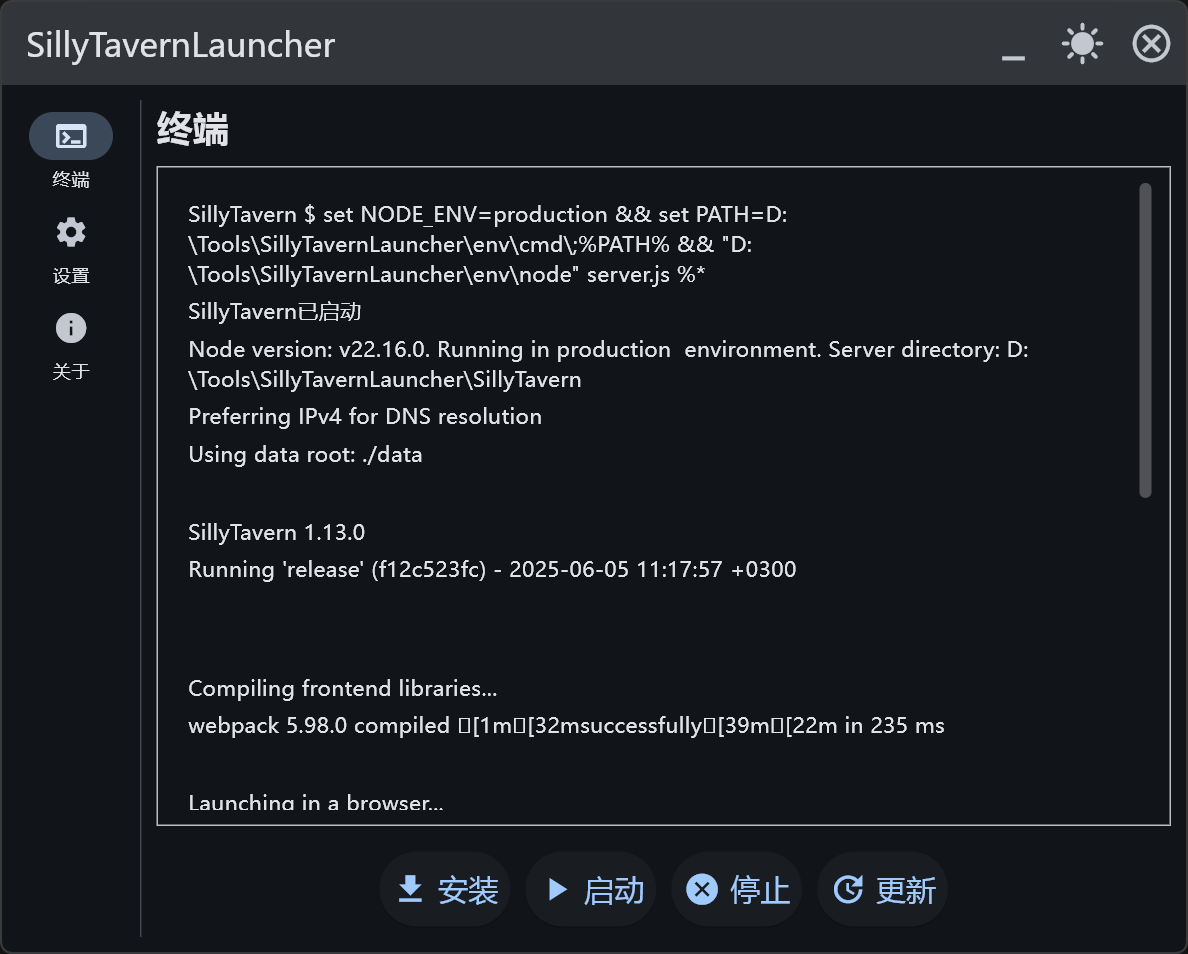 SillyTavernLauncher
终端
终端
设置
关于
SillyTavern $ set NODE_ENV=production && set PATH=D:
\Tools\SillyTavernLauncher\env\cmd\;%PATH% && "D:
\Tools\SillyTavernLauncher\env\node" server.js %*
SillyTavern已启动
Node version: v22.16.0. Running in production  environment. Server directory: D:
\Tools\SillyTavernLauncher\SillyTavern
Preferring IPv4 for DNS resolution
Using data root: ./data
SillyTavern 1.13.0
Running 'release' (f12c523fc) - 2025-06-05 11:17:57 +0300
Compiling frontend libraries...
webpack 5.98.0 compiled ▯[1m▯[32msuccessfully▯[39m▯[22m in 235 ms
Launching in a browser...
安装
启动
停止
更新